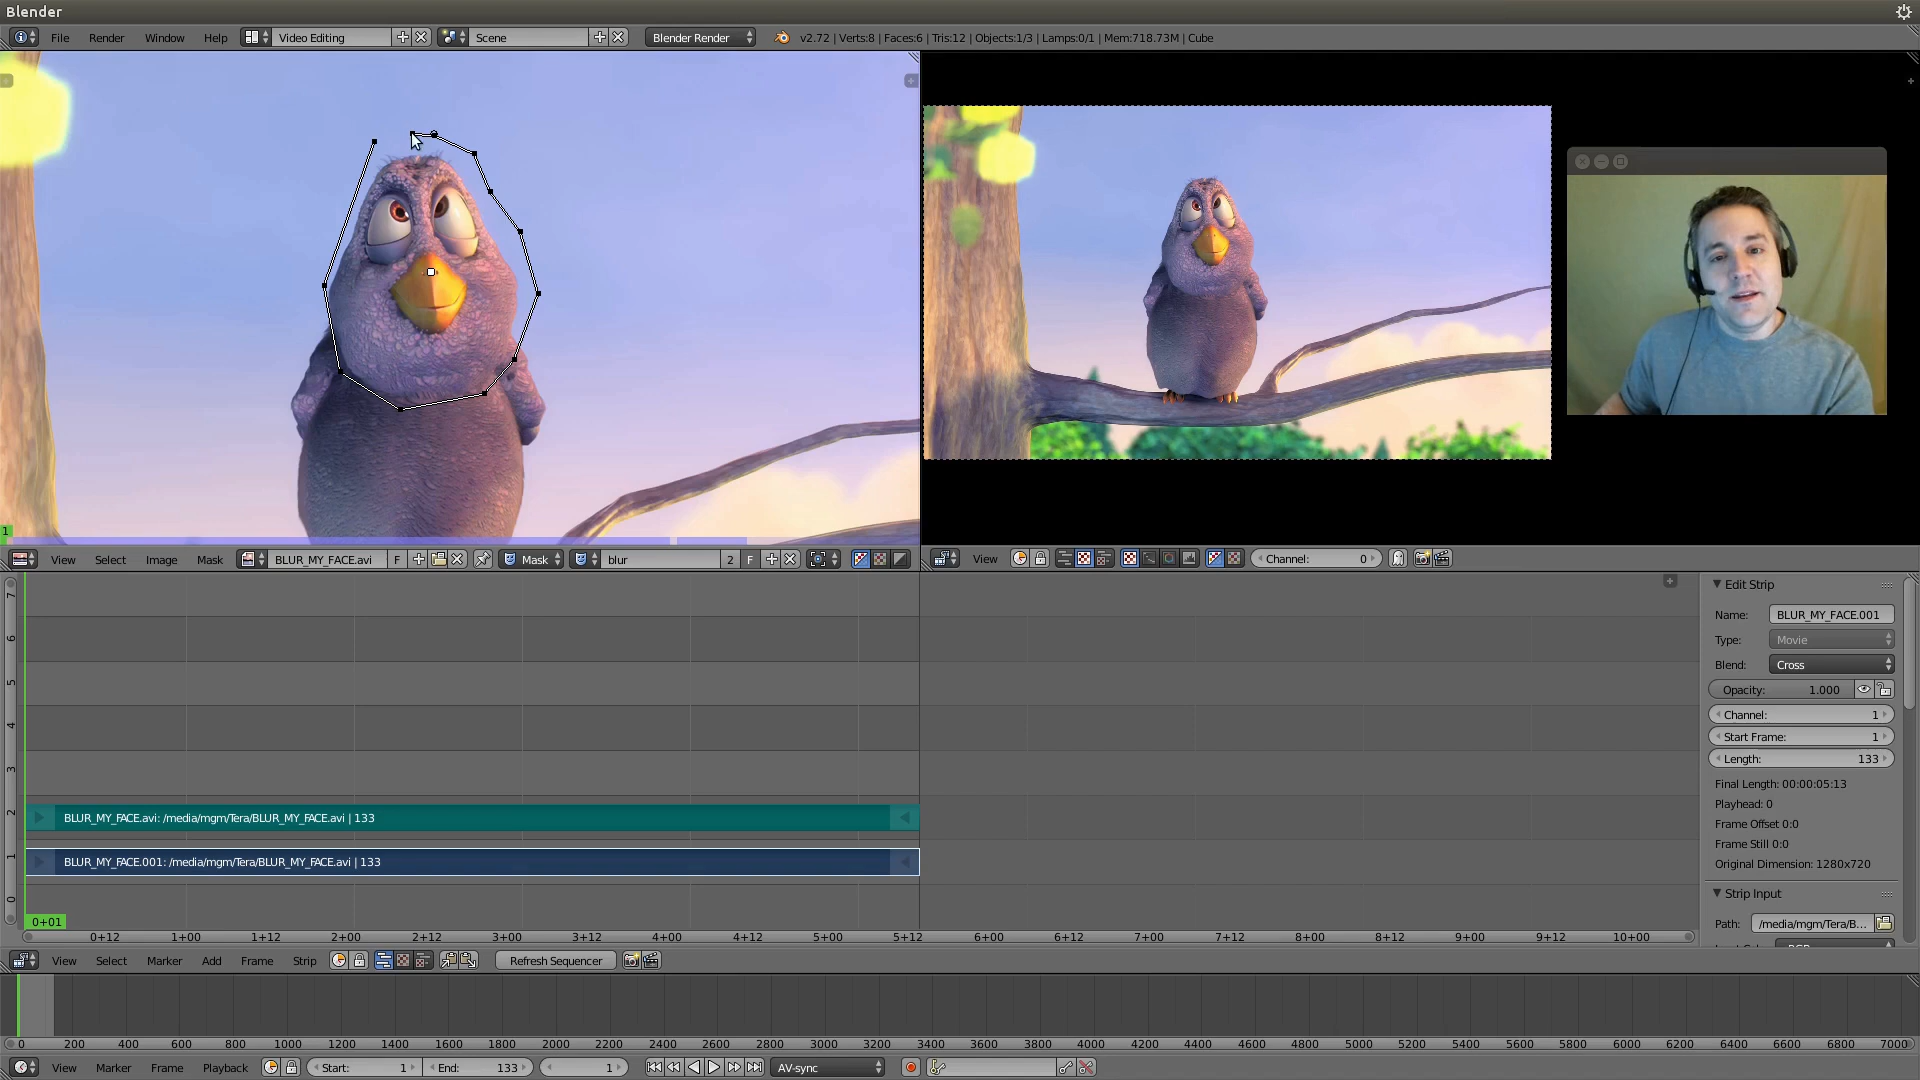 Blender
File Render Window Help Video Editing Scene Blender Render v2.72 | Verts:8 | Faces:6 | Tris:12 | Objects:1/3 | Lamps:0/1 | Mem:718.73M | Cube
1
View Select Image Mask BLUR_MY_FACE.avi F Mask blur 2 F
View Channel: 0
7
6
5
4
3
2
1
0
BLUR_MY_FACE.avi: /media/mgm/Tera/BLUR_MY_FACE.avi | 133
BLUR_MY_FACE.001: /media/mgm/Tera/BLUR_MY_FACE.avi | 133
0+01
0+12 1+00 1+12 2+00 2+12 3+00 3+12 4+00 4+12 5+00 5+12 6+00 6+12 7+00 7+12 8+00 8+12 9+00 9+12 10+00
Edit Strip
Name: BLUR_MY_FACE.001
Type: Movie
Blend: Cross
Opacity: 1.000
Channel: 1
Start Frame: 1
Length: 133
Final Length: 00:00:05:13
Playhead: 0
Frame Offset 0:0
Frame Still 0:0
Original Dimension: 1280x720
Strip Input
Path: /media/mgm/Tera/B...
View Select Marker Add Frame Strip Refresh Sequencer
0 200 400 600 800 1000 1200 1400 1600 1800 2000 2200 2400 2600 2800 3000 3200 3400 3600 3800 4000 4200 4400 4600 4800 5000 5200 5400 5600 5800 6000 6200 6400 6600 6800 7000
View Marker Frame Playback Start: 1 End: 133 1 AV-sync